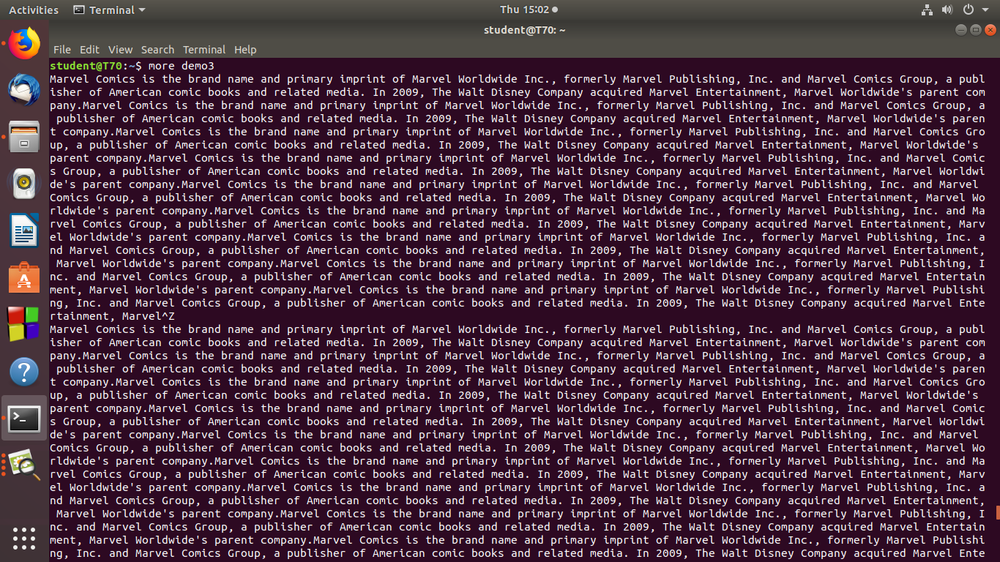 Activities Terminal Thu 15:02
student@T70: ~
File Edit View Search Terminal Help
student@T70:~$ more demo3
Marvel Comics is the brand name and primary imprint of Marvel Worldwide Inc., formerly Marvel Publishing, Inc. and Marvel Comics Group, a publ
isher of American comic books and related media. In 2009, The Walt Disney Company acquired Marvel Entertainment, Marvel Worldwide's parent com
pany.Marvel Comics is the brand name and primary imprint of Marvel Worldwide Inc., formerly Marvel Publishing, Inc. and Marvel Comics Group, a
 publisher of American comic books and related media. In 2009, The Walt Disney Company acquired Marvel Entertainment, Marvel Worldwide's paren
t company.Marvel Comics is the brand name and primary imprint of Marvel Worldwide Inc., formerly Marvel Publishing, Inc. and Marvel Comics Gro
up, a publisher of American comic books and related media. In 2009, The Walt Disney Company acquired Marvel Entertainment, Marvel Worldwide's
parent company.Marvel Comics is the brand name and primary imprint of Marvel Worldwide Inc., formerly Marvel Publishing, Inc. and Marvel Comic
s Group, a publisher of American comic books and related media. In 2009, The Walt Disney Company acquired Marvel Entertainment, Marvel Worldwi
de's parent company.Marvel Comics is the brand name and primary imprint of Marvel Worldwide Inc., formerly Marvel Publishing, Inc. and Marvel
Comics Group, a publisher of American comic books and related media. In 2009, The Walt Disney Company acquired Marvel Entertainment, Marvel Wo
rldwide's parent company.Marvel Comics is the brand name and primary imprint of Marvel Worldwide Inc., formerly Marvel Publishing, Inc. and Ma
rvel Comics Group, a publisher of American comic books and related media. In 2009, The Walt Disney Company acquired Marvel Entertainment, Marv
el Worldwide's parent company.Marvel Comics is the brand name and primary imprint of Marvel Worldwide Inc., formerly Marvel Publishing, Inc. a
nd Marvel Comics Group, a publisher of American comic books and related media. In 2009, The Walt Disney Company acquired Marvel Entertainment,
 Marvel Worldwide's parent company.Marvel Comics is the brand name and primary imprint of Marvel Worldwide Inc., formerly Marvel Publishing, I
nc. and Marvel Comics Group, a publisher of American comic books and related media. In 2009, The Walt Disney Company acquired Marvel Entertain
ment, Marvel Worldwide's parent company.Marvel Comics is the brand name and primary imprint of Marvel Worldwide Inc., formerly Marvel Publishi
ng, Inc. and Marvel Comics Group, a publisher of American comic books and related media. In 2009, The Walt Disney Company acquired Marvel Ente
rtainment, Marvel^Z
Marvel Comics is the brand name and primary imprint of Marvel Worldwide Inc., formerly Marvel Publishing, Inc. and Marvel Comics Group, a publ
isher of American comic books and related media. In 2009, The Walt Disney Company acquired Marvel Entertainment, Marvel Worldwide's parent com
pany.Marvel Comics is the brand name and primary imprint of Marvel Worldwide Inc., formerly Marvel Publishing, Inc. and Marvel Comics Group, a
 publisher of American comic books and related media. In 2009, The Walt Disney Company acquired Marvel Entertainment, Marvel Worldwide's paren
t company.Marvel Comics is the brand name and primary imprint of Marvel Worldwide Inc., formerly Marvel Publishing, Inc. and Marvel Comics Gro
up, a publisher of American comic books and related media. In 2009, The Walt Disney Company acquired Marvel Entertainment, Marvel Worldwide's
parent company.Marvel Comics is the brand name and primary imprint of Marvel Worldwide Inc., formerly Marvel Publishing, Inc. and Marvel Comic
s Group, a publisher of American comic books and related media. In 2009, The Walt Disney Company acquired Marvel Entertainment, Marvel Worldwi
de's parent company.Marvel Comics is the brand name and primary imprint of Marvel Worldwide Inc., formerly Marvel Publishing, Inc. and Marvel
Comics Group, a publisher of American comic books and related media. In 2009, The Walt Disney Company acquired Marvel Entertainment, Marvel Wo
rldwide's parent company.Marvel Comics is the brand name and primary imprint of Marvel Worldwide Inc., formerly Marvel Publishing, Inc. and Ma
rvel Comics Group, a publisher of American comic books and related media. In 2009, The Walt Disney Company acquired Marvel Entertainment, Marv
el Worldwide's parent company.Marvel Comics is the brand name and primary imprint of Marvel Worldwide Inc., formerly Marvel Publishing, Inc. a
nd Marvel Comics Group, a publisher of American comic books and related media. In 2009, The Walt Disney Company acquired Marvel Entertainment,
 Marvel Worldwide's parent company.Marvel Comics is the brand name and primary imprint of Marvel Worldwide Inc., formerly Marvel Publishing, I
nc. and Marvel Comics Group, a publisher of American comic books and related media. In 2009, The Walt Disney Company acquired Marvel Entertain
ment, Marvel Worldwide's parent company.Marvel Comics is the brand name and primary imprint of Marvel Worldwide Inc., formerly Marvel Publishi
ng, Inc. and Marvel Comics Group, a publisher of American comic books and related media. In 2009, The Walt Disney Company acquired Marvel Ente